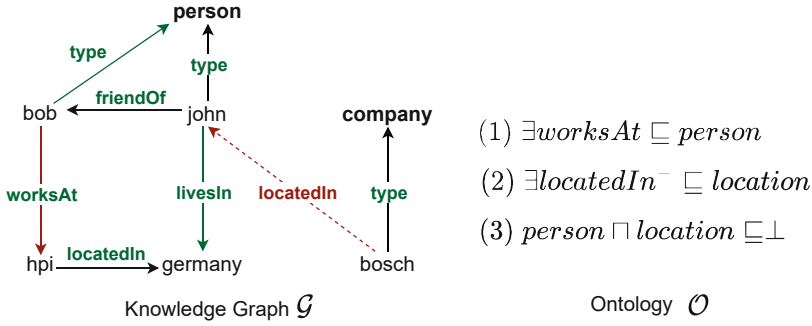 person
type
type
friendOf
bob
john
company
(1) ∃worksAt ⊑ person
worksAt
livesIn
locatedIn
type
(2) ∃locatedIn⁻ ⊑ location
(3) person ⊓ location ⊑⊥
locatedIn
hpi
germany
bosch
Knowledge Graph 𝒢
Ontology 𝒪